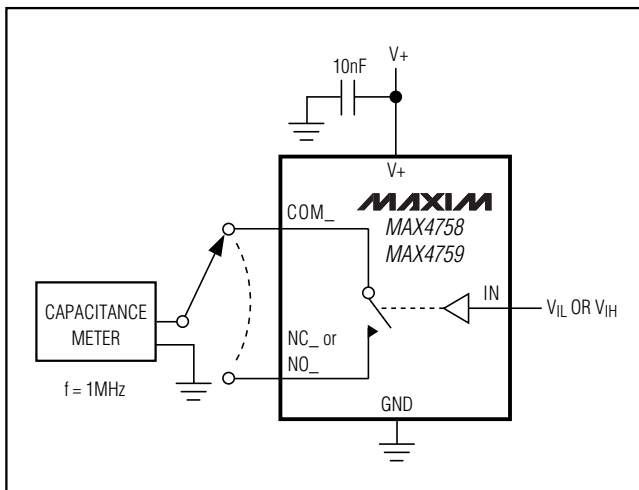 V+
10nF
V+
MAXIM
COM_
MAX4758
MAX4759
IN
VIL OR VIH
CAPACITANCE
METER
NC_ or
NO_
f = 1MHz
GND